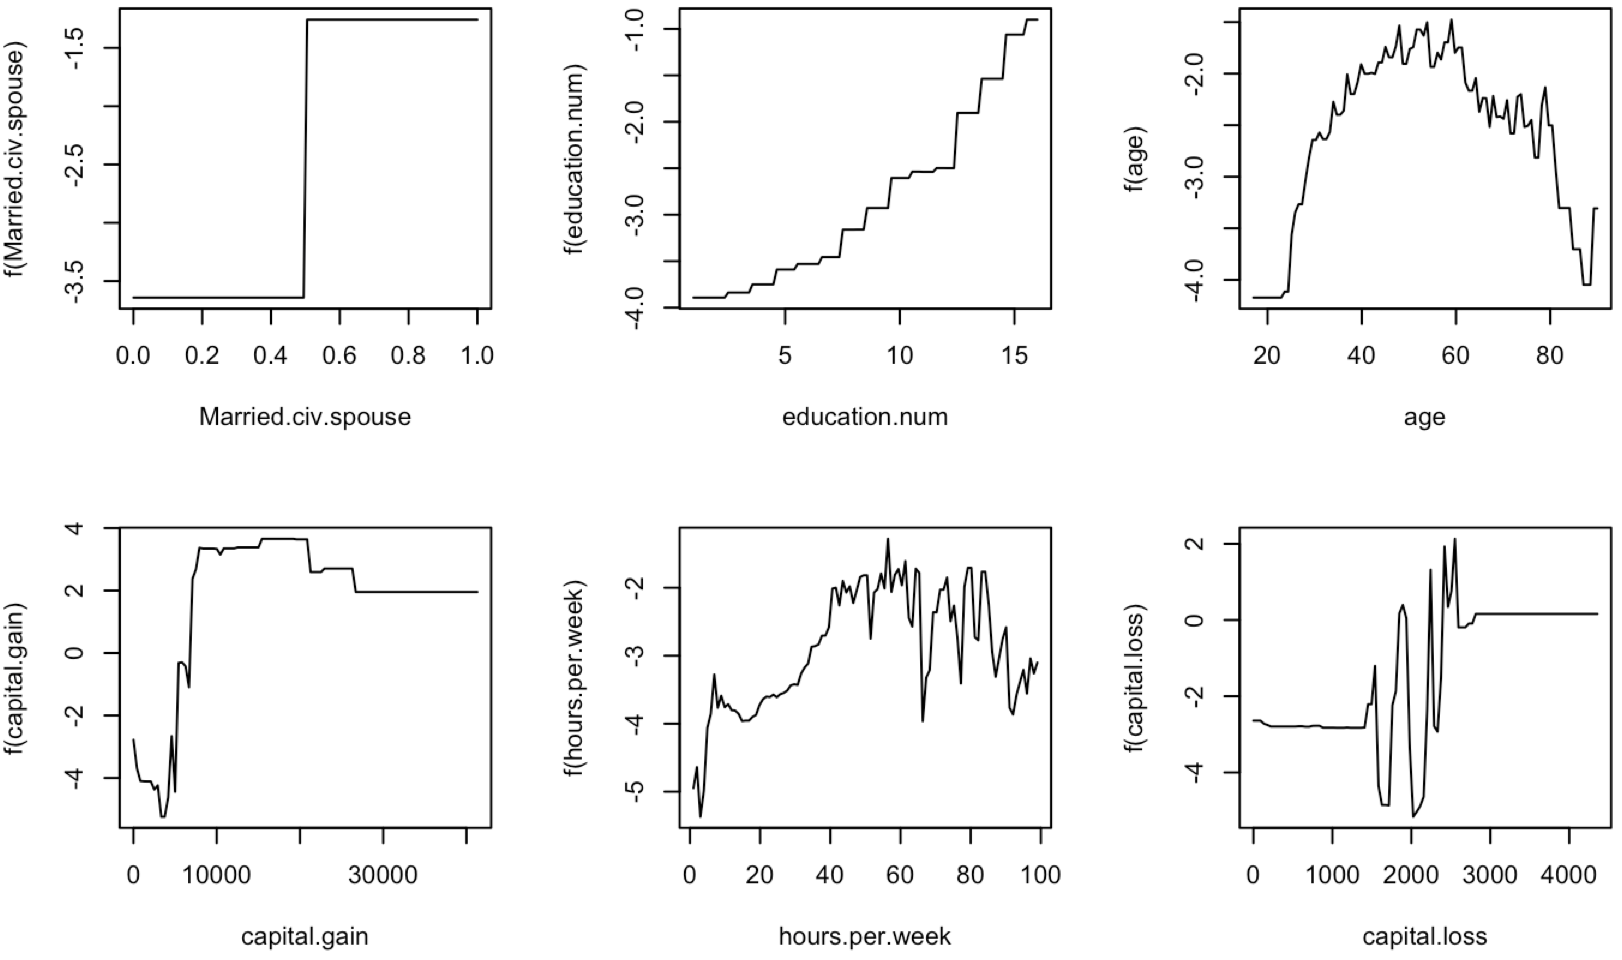 f(Married.civ.spouse)
-1.5
-2.5
-3.5
0.0 0.2 0.4 0.6 0.8 1.0
Married.civ.spouse
f(education.num)
-1.0
-2.0
-3.0
-4.0
5 10 15
education.num
f(age)
-2.0
-3.0
-4.0
20 40 60 80
age
f(capital.gain)
4
2
0
-2
-4
0 10000 30000
capital.gain
f(hours.per.week)
-2
-3
-4
-5
0 20 40 60 80 100
hours.per.week
f(capital.loss)
2
0
-2
-4
0 1000 2000 3000 4000
capital.loss